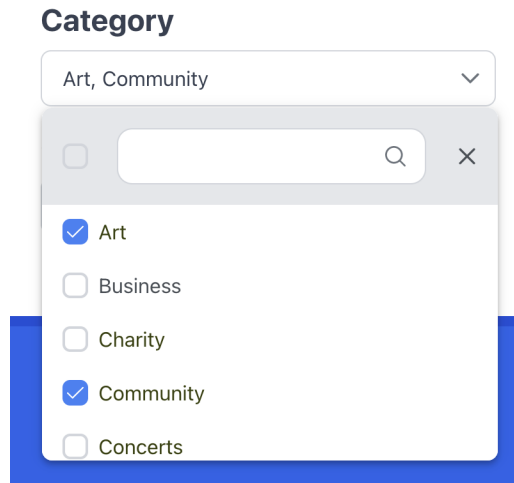 Category
Art, Community
Art
Business
Charity
Community
Concerts